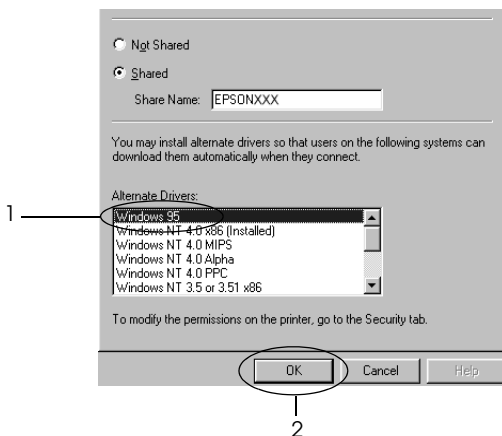 Not Shared
Shared
Share Name: EPSONXXX
You may install alternate drivers so that users on the following systems can
download them automatically when they connect.
Alternate Drivers:
1
Windows 95
Windows NT 4.0 x86 (Installed)
Windows NT 4.0 MIPS
Windows NT 4.0 Alpha
Windows NT 4.0 PPC
Windows NT 3.5 or 3.51 x86
To modify the permissions on the printer, go to the Security tab.
OK Cancel Help
2